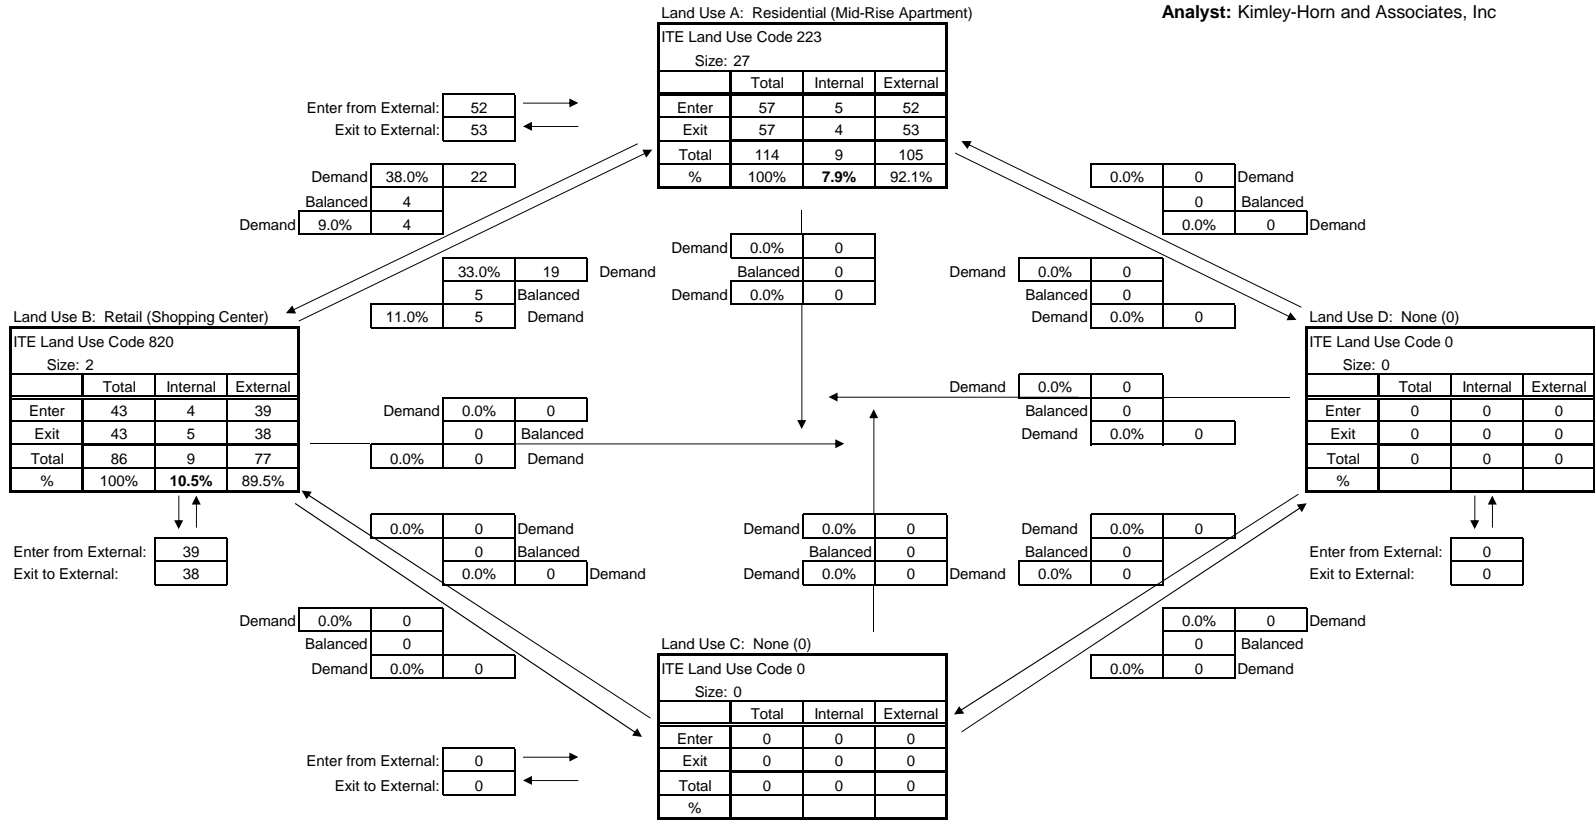 Land Use A: Residential (Mid-Rise Apartment)
Analyst: Kimley-Horn and Associates, Inc
ITE Land Use Code 223
Size: 27
Total Internal External
Enter 57 5 52
Exit 57 4 53
Total 114 9 105
% 100% 7.9% 92.1%
Enter from External: 52
Exit to External: 53
Demand 38.0% 22
Balanced 4
Demand 9.0% 4
0.0% 0 Demand
0 Balanced
0.0% 0 Demand
33.0% 19 Demand
5 Balanced
11.0% 5 Demand
Demand 0.0% 0
Balanced 0
Demand 0.0% 0
Demand 0.0% 0
Balanced 0
Demand 0.0% 0
Land Use B: Retail (Shopping Center)
ITE Land Use Code 820
Size: 2
Total Internal External
Enter 43 4 39
Exit 43 5 38
Total 86 9 77
% 100% 10.5% 89.5%
Enter from External: 39
Exit to External: 38
Demand 0.0% 0
0 Balanced
0.0% 0 Demand
Demand 0.0% 0
Balanced 0
Demand 0.0% 0
Land Use D: None (0)
ITE Land Use Code 0
Size: 0
Total Internal External
Enter 0 0 0
Exit 0 0 0
Total 0 0 0
%
Enter from External: 0
Exit to External: 0
0.0% 0 Demand
0 Balanced
0.0% 0 Demand
Demand 0.0% 0
Balanced 0
Demand 0.0% 0
Demand 0.0% 0
Balanced 0
Demand 0.0% 0
Demand 0.0% 0
Balanced 0
Demand 0.0% 0
0.0% 0 Demand
0 Balanced
0.0% 0 Demand
Land Use C: None (0)
ITE Land Use Code 0
Size: 0
Total Internal External
Enter 0 0 0
Exit 0 0 0
Total 0 0 0
%
Enter from External: 0
Exit to External: 0